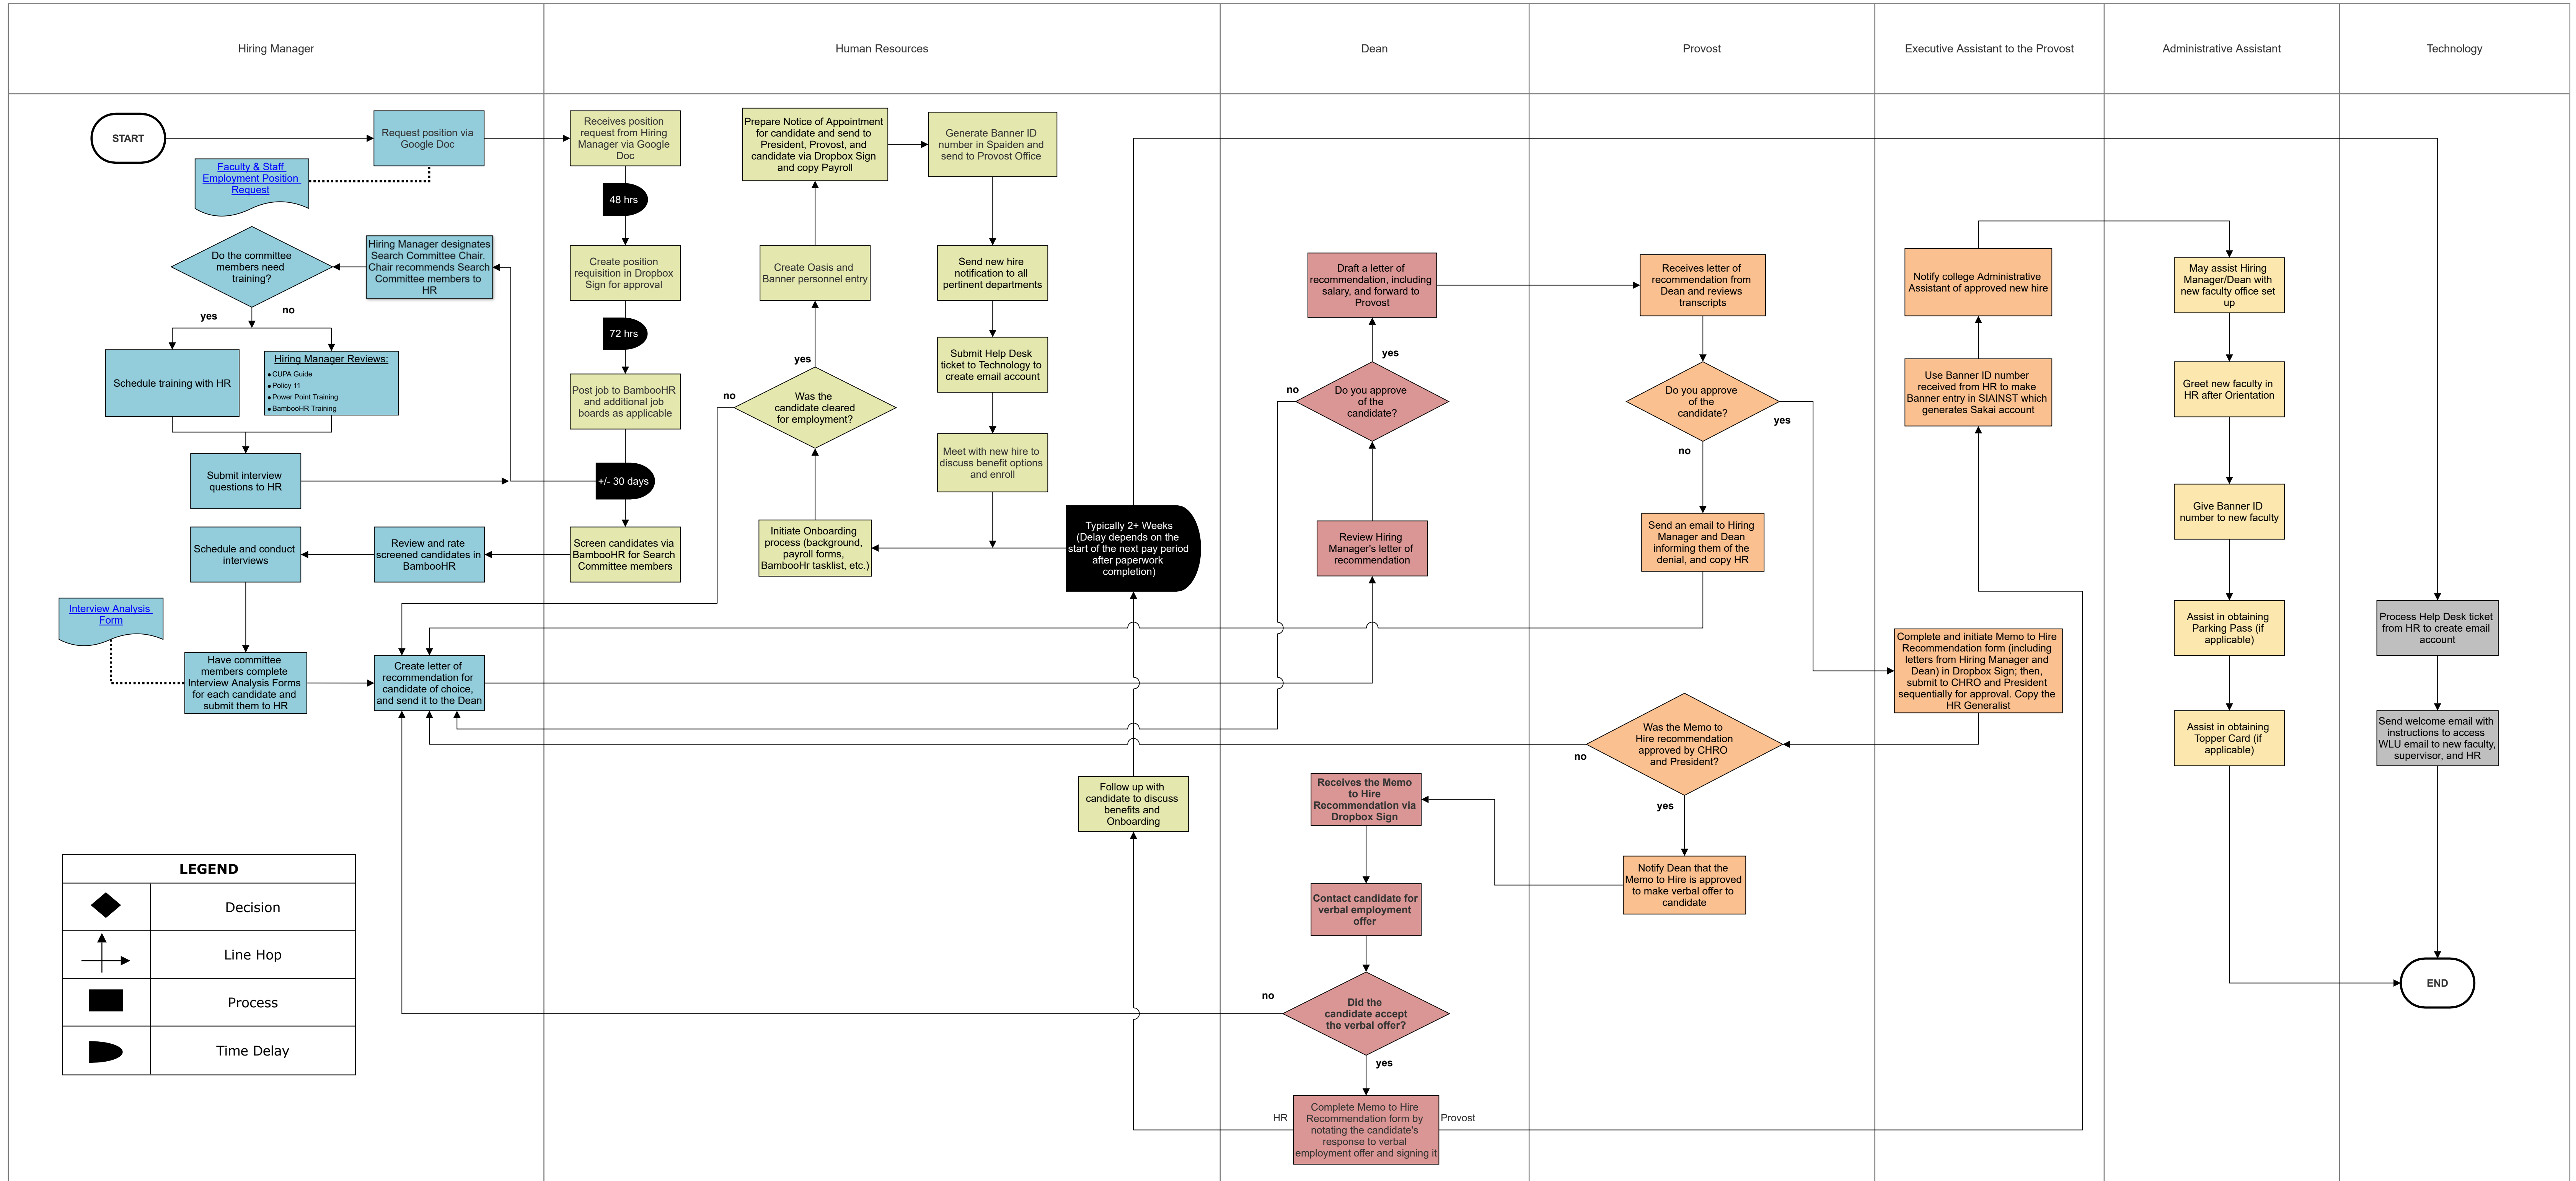 Hiring Manager
Human Resources
Dean
Provost
Executive Assistant to the Provost
Administrative Assistant
Technology
START
Request position via
Google Doc
Faculty & Staff
Employment Position
Request
Hiring Manager designates
Search Committee Chair.
Chair recommends Search
Committee members to
HR
Do the committee
members need
training?
yes
no
Schedule training with HR
Hiring Manager Reviews:
• CUPA Guide
• Policy 11
• Power Point Training
• BambooHR Training
Submit interview
questions to HR
Schedule and conduct
interviews
Review and rate
screened candidates in
BambooHR
Interview Analysis
Form
Have committee
members complete
Interview Analysis Forms
for each candidate and
submit them to HR
Create letter of
recommendation for
candidate of choice,
and send it to the Dean
LEGEND
Decision
Line Hop
Process
Time Delay
Receives position
request from Hiring
Manager via Google
Doc
48 hrs
Create position
requisition in Dropbox
Sign for approval
72 hrs
Post job to BambooHR
and additional job
boards as applicable
+/- 30 days
Screen candidates via
BambooHR for Search
Committee members
Prepare Notice of Appointment
for candidate and send to
President, Provost, and
candidate via Dropbox Sign
and copy Payroll
Create Oasis and
Banner personnel entry
yes
no
Was the
candidate cleared
for employment?
Initiate Onboarding
process (background,
payroll forms,
BambooHr tasklist, etc.)
Generate Banner ID
number in Spaiden and
send to Provost Office
Send new hire
notification to all
pertinent departments
Submit Help Desk
ticket to Technology to
create email account
Meet with new hire to
discuss benefit options
and enroll
Typically 2+ Weeks
(Delay depends on the
start of the next pay period
after paperwork
completion)
Follow up with
candidate to discuss
benefits and
Onboarding
Draft a letter of
recommendation, including
salary, and forward to
Provost
yes
no
Do you approve
of the
candidate?
Review Hiring
Manager's letter of
recommendation
Receives the Memo
to Hire
Recommendation via
Dropbox Sign
Contact candidate for
verbal employment
offer
no
Did the
candidate accept
the verbal offer?
yes
HR
Complete Memo to Hire
Recommendation form by
notating the candidate's
response to verbal
employment offer and signing it
Provost
Receives letter of
recommendation from
Dean and reviews
transcripts
Do you approve
of the
candidate?
yes
no
Send an email to Hiring
Manager and Dean
informing them of the
denial, and copy HR
Was the Memo to
Hire recommendation
approved by CHRO
and President?
no
yes
Notify Dean that the
Memo to Hire is approved
to make verbal offer to
candidate
Notify college Administrative
Assistant of approved new hire
Use Banner ID number
received from HR to make
Banner entry in SIAINST which
generates Sakai account
Complete and initiate Memo to Hire
Recommendation form (including
letters from Hiring Manager and
Dean) in Dropbox Sign; then,
submit to CHRO and President
sequentially for approval. Copy the
HR Generalist
May assist Hiring
Manager/Dean with
new faculty office set
up
Greet new faculty in
HR after Orientation
Give Banner ID
number to new faculty
Assist in obtaining
Parking Pass (if
applicable)
Assist in obtaining
Topper Card (if
applicable)
Process Help Desk ticket
from HR to create email
account
Send welcome email with
instructions to access
WLU email to new faculty,
supervisor, and HR
END